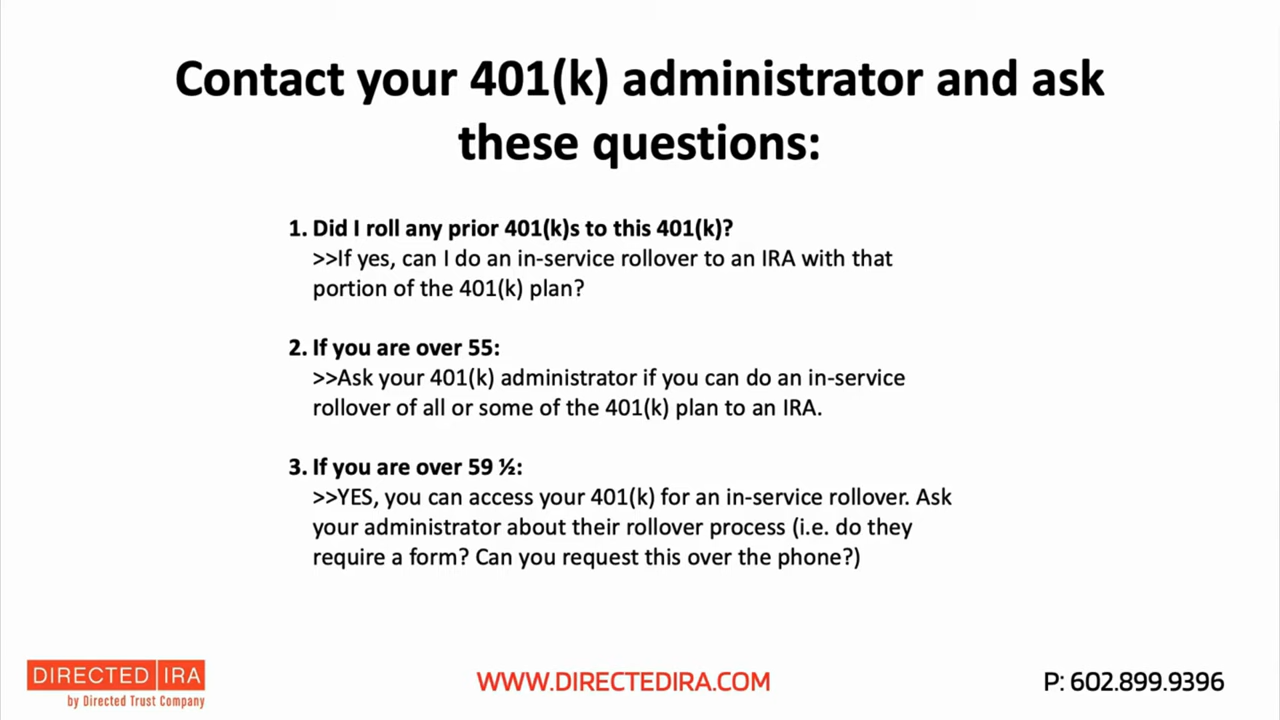 Contact your 401(k) administrator and ask
these questions:
1. Did I roll any prior 401(k)s to this 401(k)?
>>If yes, can I do an in-service rollover to an IRA with that
portion of the 401(k) plan?
2. If you are over 55:
>>Ask your 401(k) administrator if you can do an in-service
rollover of all or some of the 401(k) plan to an IRA.
3. If you are over 59 ½:
>>YES, you can access your 401(k) for an in-service rollover. Ask
your administrator about their rollover process (i.e. do they
require a form? Can you request this over the phone?)
DIRECTED IRA
by Directed Trust Company
WWW.DIRECTEDIRA.COM
P: 602.899.9396